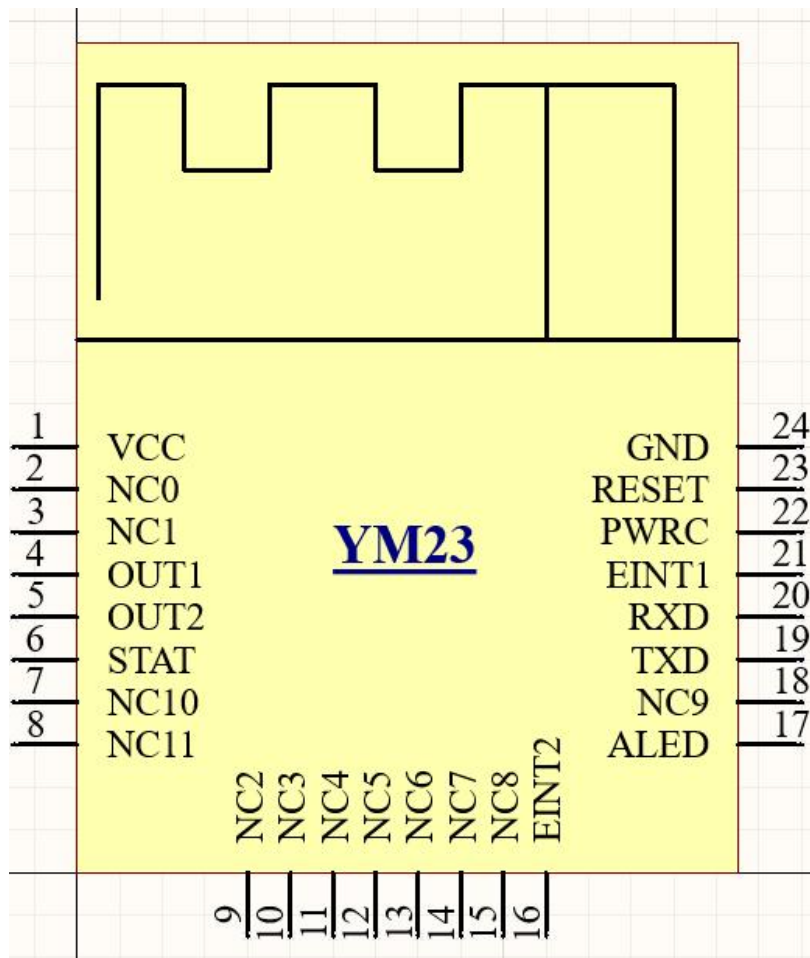 1 VCC GND 24
2 NC0 RESET 23
3 NC1 YM23 PWRC 22
4 OUT1 EINT1 21
5 OUT2 RXD 20
6 STAT TXD 19
7 NC10 NC9 18
8 NC11 ALED 17
NC2 NC3 NC4 NC5 NC6 NC7 NC8 EINT2
9 10 11 12 13 14 15 16